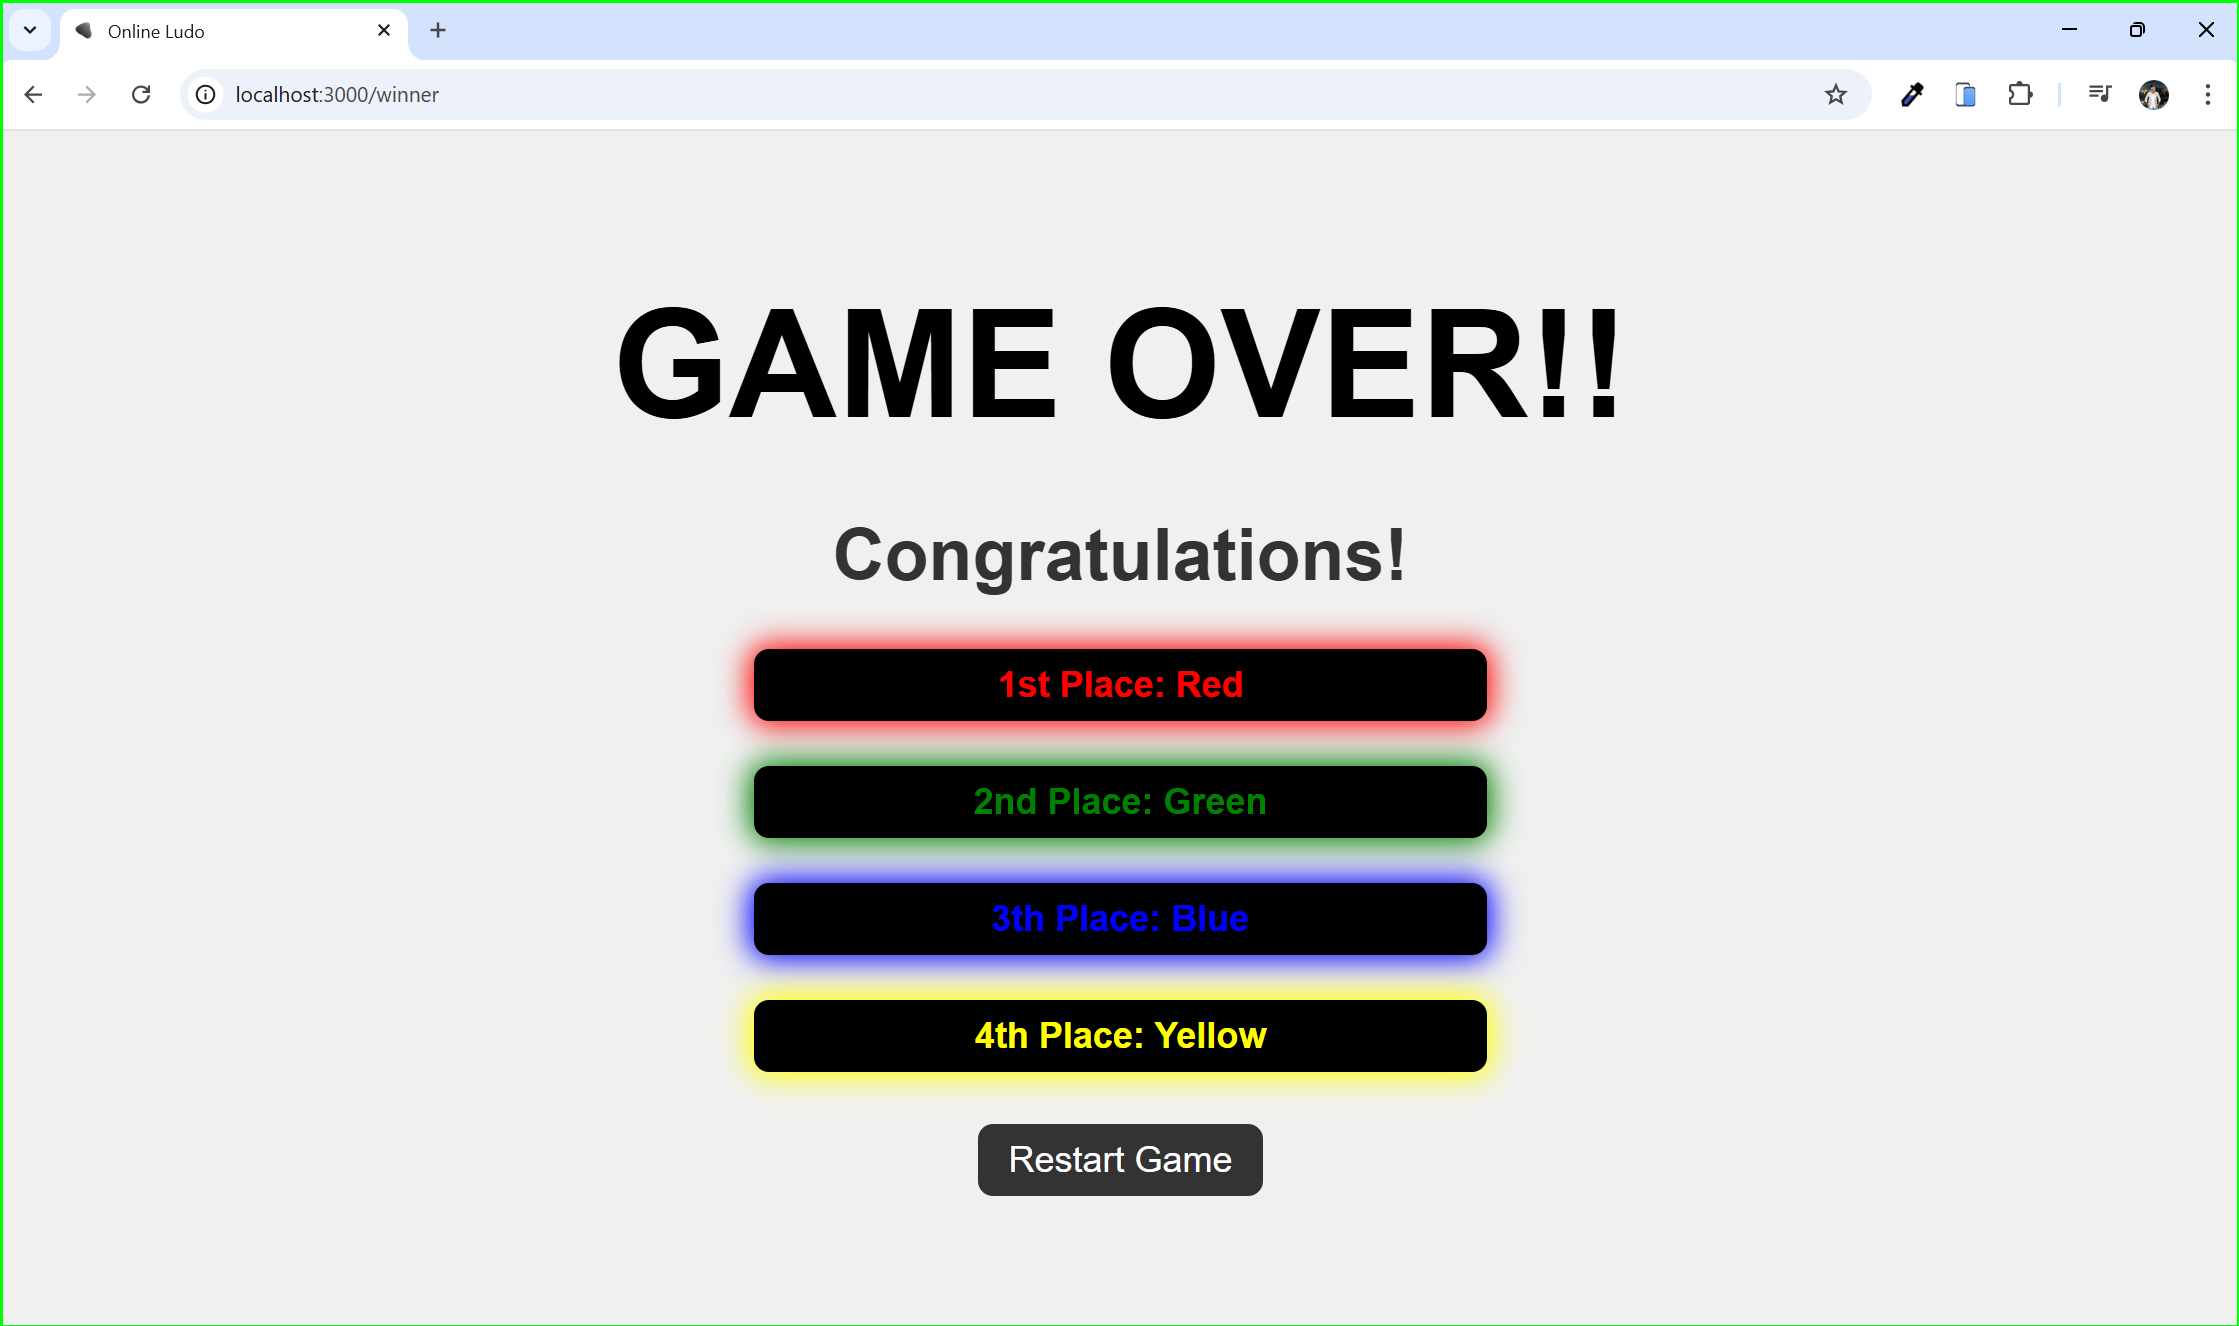 Online Ludo
localhost:3000/winner
GAME OVER!!
Congratulations!
1st Place: Red
2nd Place: Green
3th Place: Blue
4th Place: Yellow
Restart Game